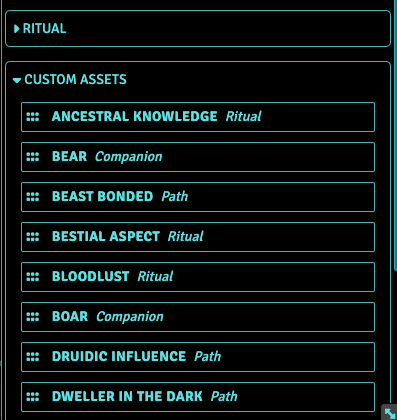 RITUAL
CUSTOM ASSETS
ANCESTRAL KNOWLEDGE Ritual
BEAR Companion
BEAST BONDED Path
BESTIAL ASPECT Ritual
BLOODLUST Ritual
BOAR Companion
DRUIDIC INFLUENCE Path
DWELLER IN THE DARK Path